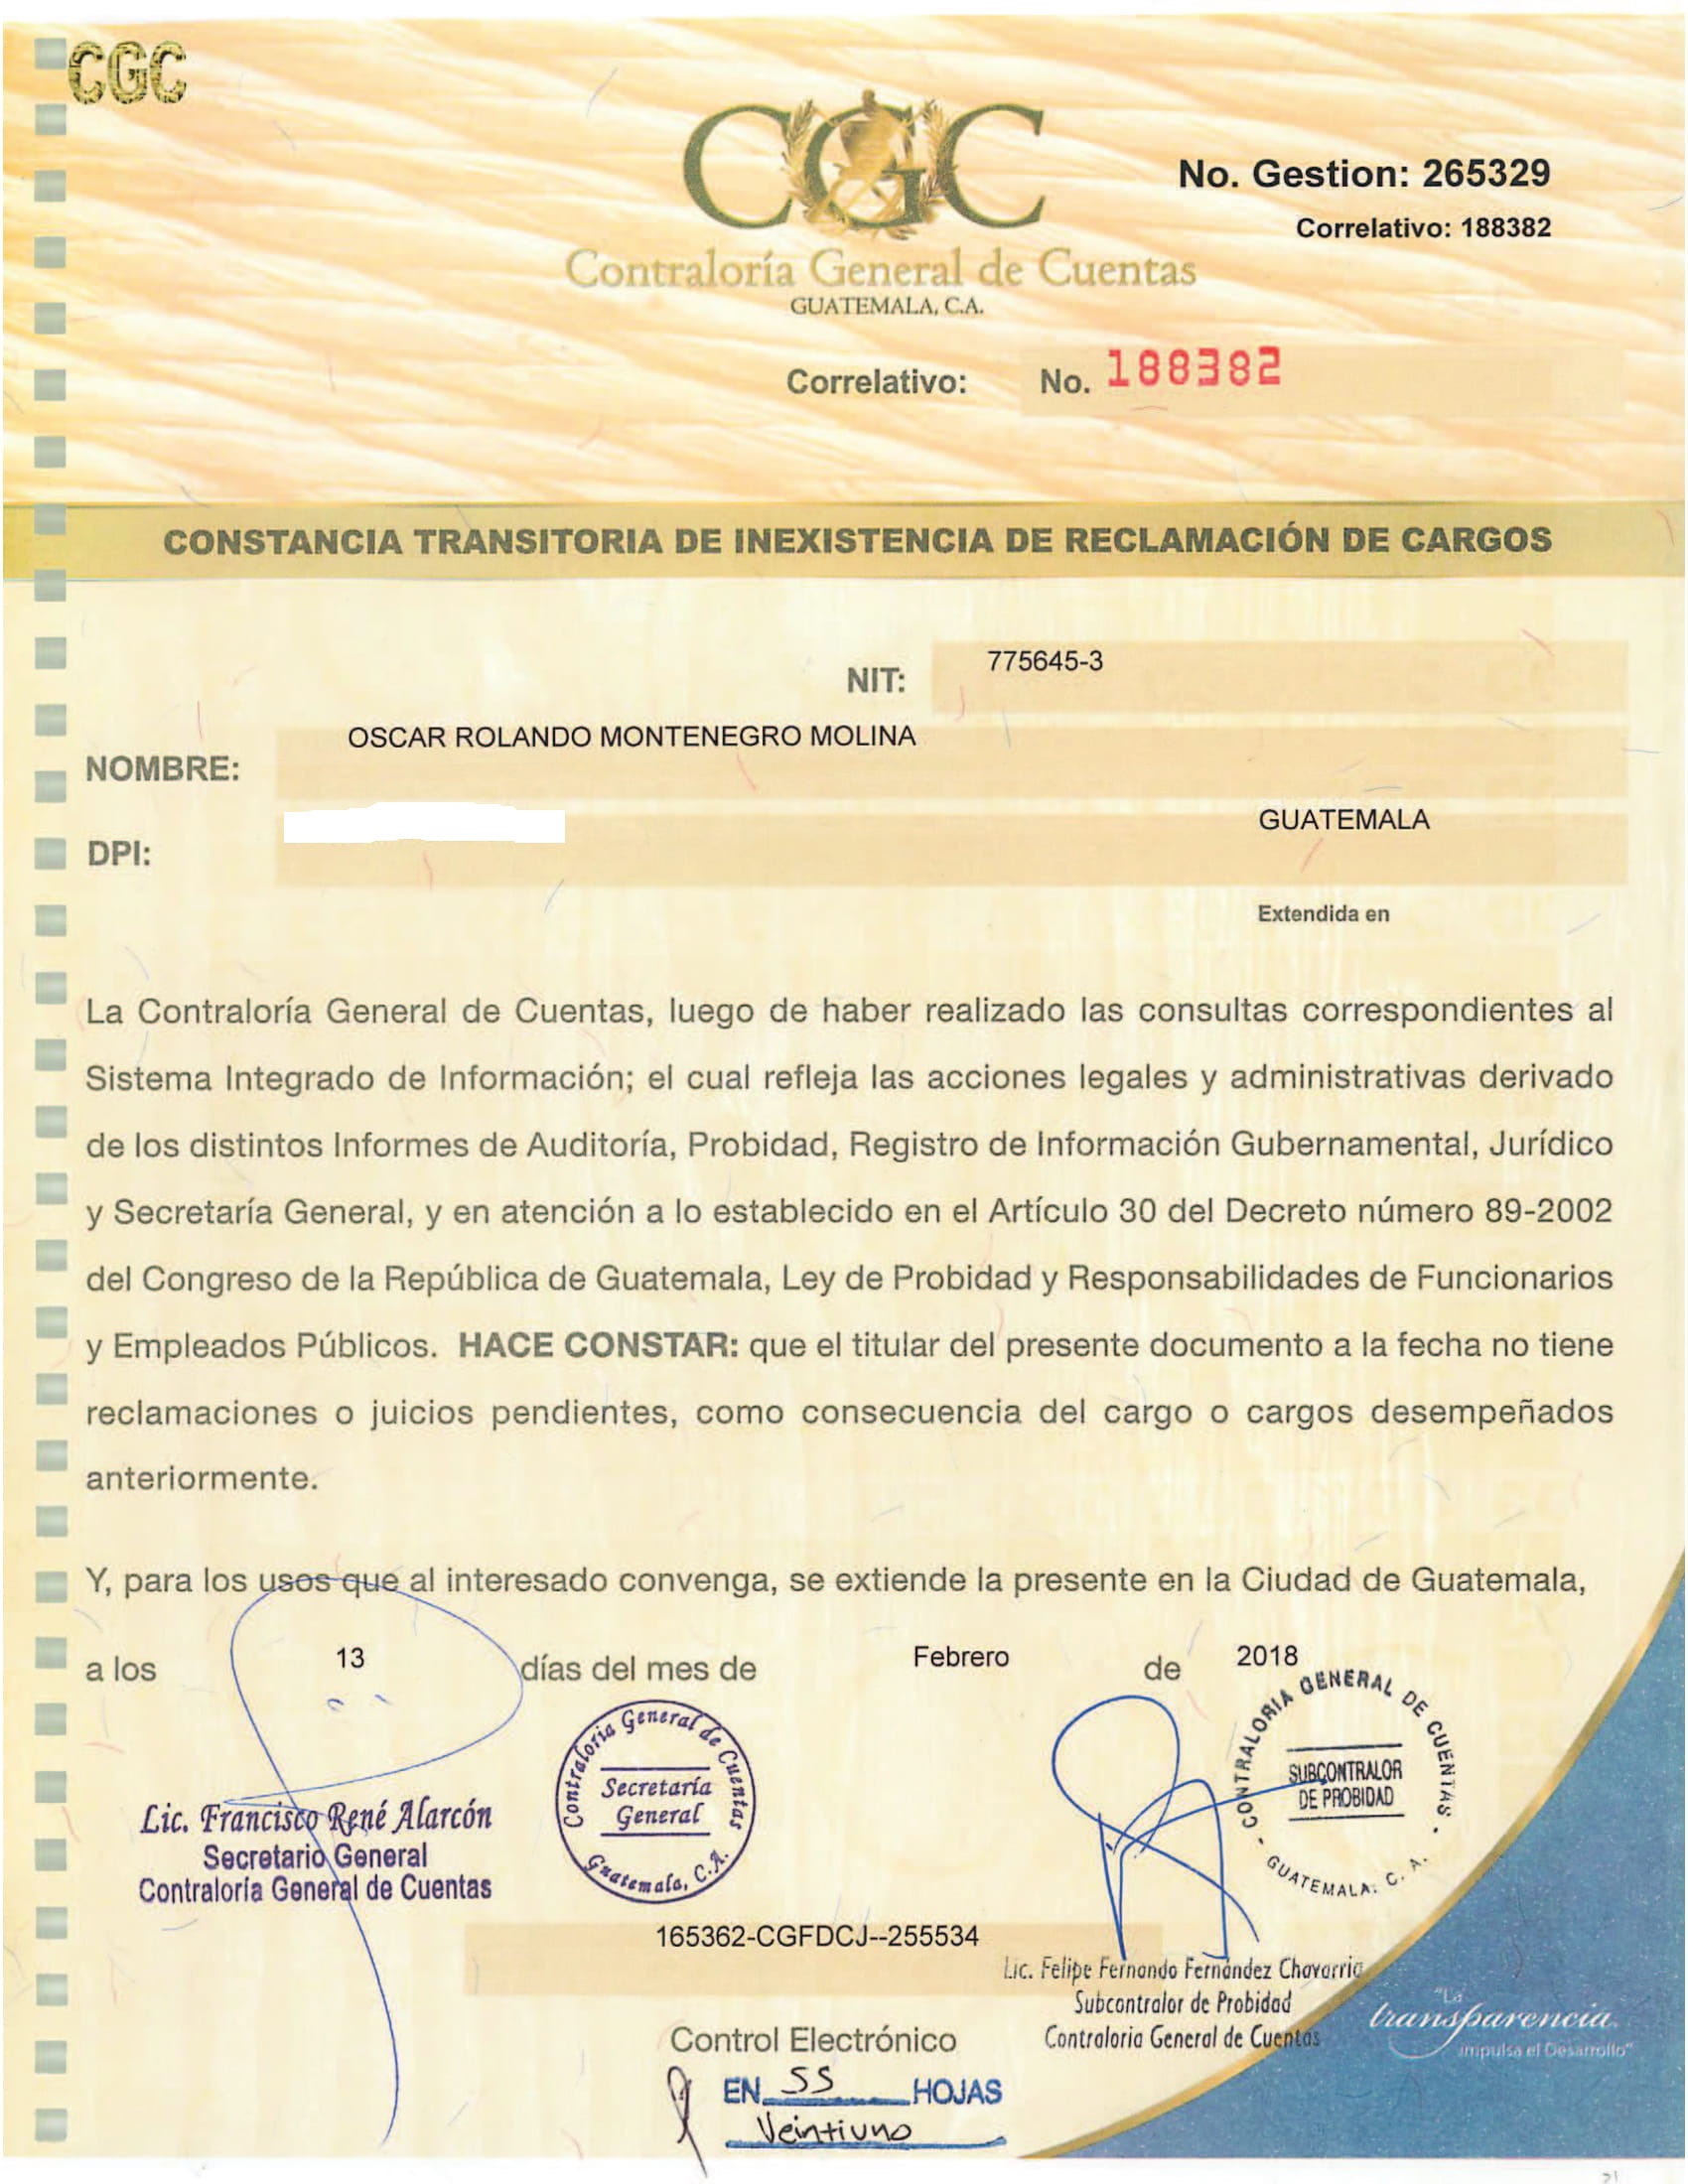 CGC
CGC
No. Gestion: 265329
Correlativo: 188382
Contraloría General de Cuentas
GUATEMALA, C.A.
Correlativo: No. 188382
CONSTANCIA TRANSITORIA DE INEXISTENCIA DE RECLAMACIÓN DE CARGOS
NIT: 775645-3
NOMBRE: OSCAR ROLANDO MONTENEGRO MOLINA
DPI: GUATEMALA
Extendida en
La Contraloría General de Cuentas, luego de haber realizado las consultas correspondientes al
Sistema Integrado de Información; el cual refleja las acciones legales y administrativas derivado
de los distintos Informes de Auditoría, Probidad, Registro de Información Gubernamental, Jurídico
y Secretaría General, y en atención a lo establecido en el Artículo 30 del Decreto número 89-2002
del Congreso de la República de Guatemala, Ley de Probidad y Responsabilidades de Funcionarios
y Empleados Públicos. HACE CONSTAR: que el titular del presente documento a la fecha no tiene
reclamaciones o juicios pendientes, como consecuencia del cargo o cargos desempeñados
anteriormente.
Y, para los usos que al interesado convenga, se extiende la presente en la Ciudad de Guatemala,
a los 13 días del mes de Febrero de 2018
Lic. Francisco René Alarcón
Secretario General
Contraloría General de Cuentas
Contraloria General de Cuentas
Secretaría
General
Guatemala, C.A.
CONTRALORIA GENERAL DE CUENTAS
SUBCONTRALOR
DE PROBIDAD
GUATEMALA, C. A.
165362-CGFDCJ--255534
Lic. Felipe Fernando Fernández Chavarria
Subcontralor de Probidad
Contraloria General de Cuentas
Control Electrónico
"La
transparencia
impulsa el Desarrollo"
EN SS HOJAS
Veintiuno
21